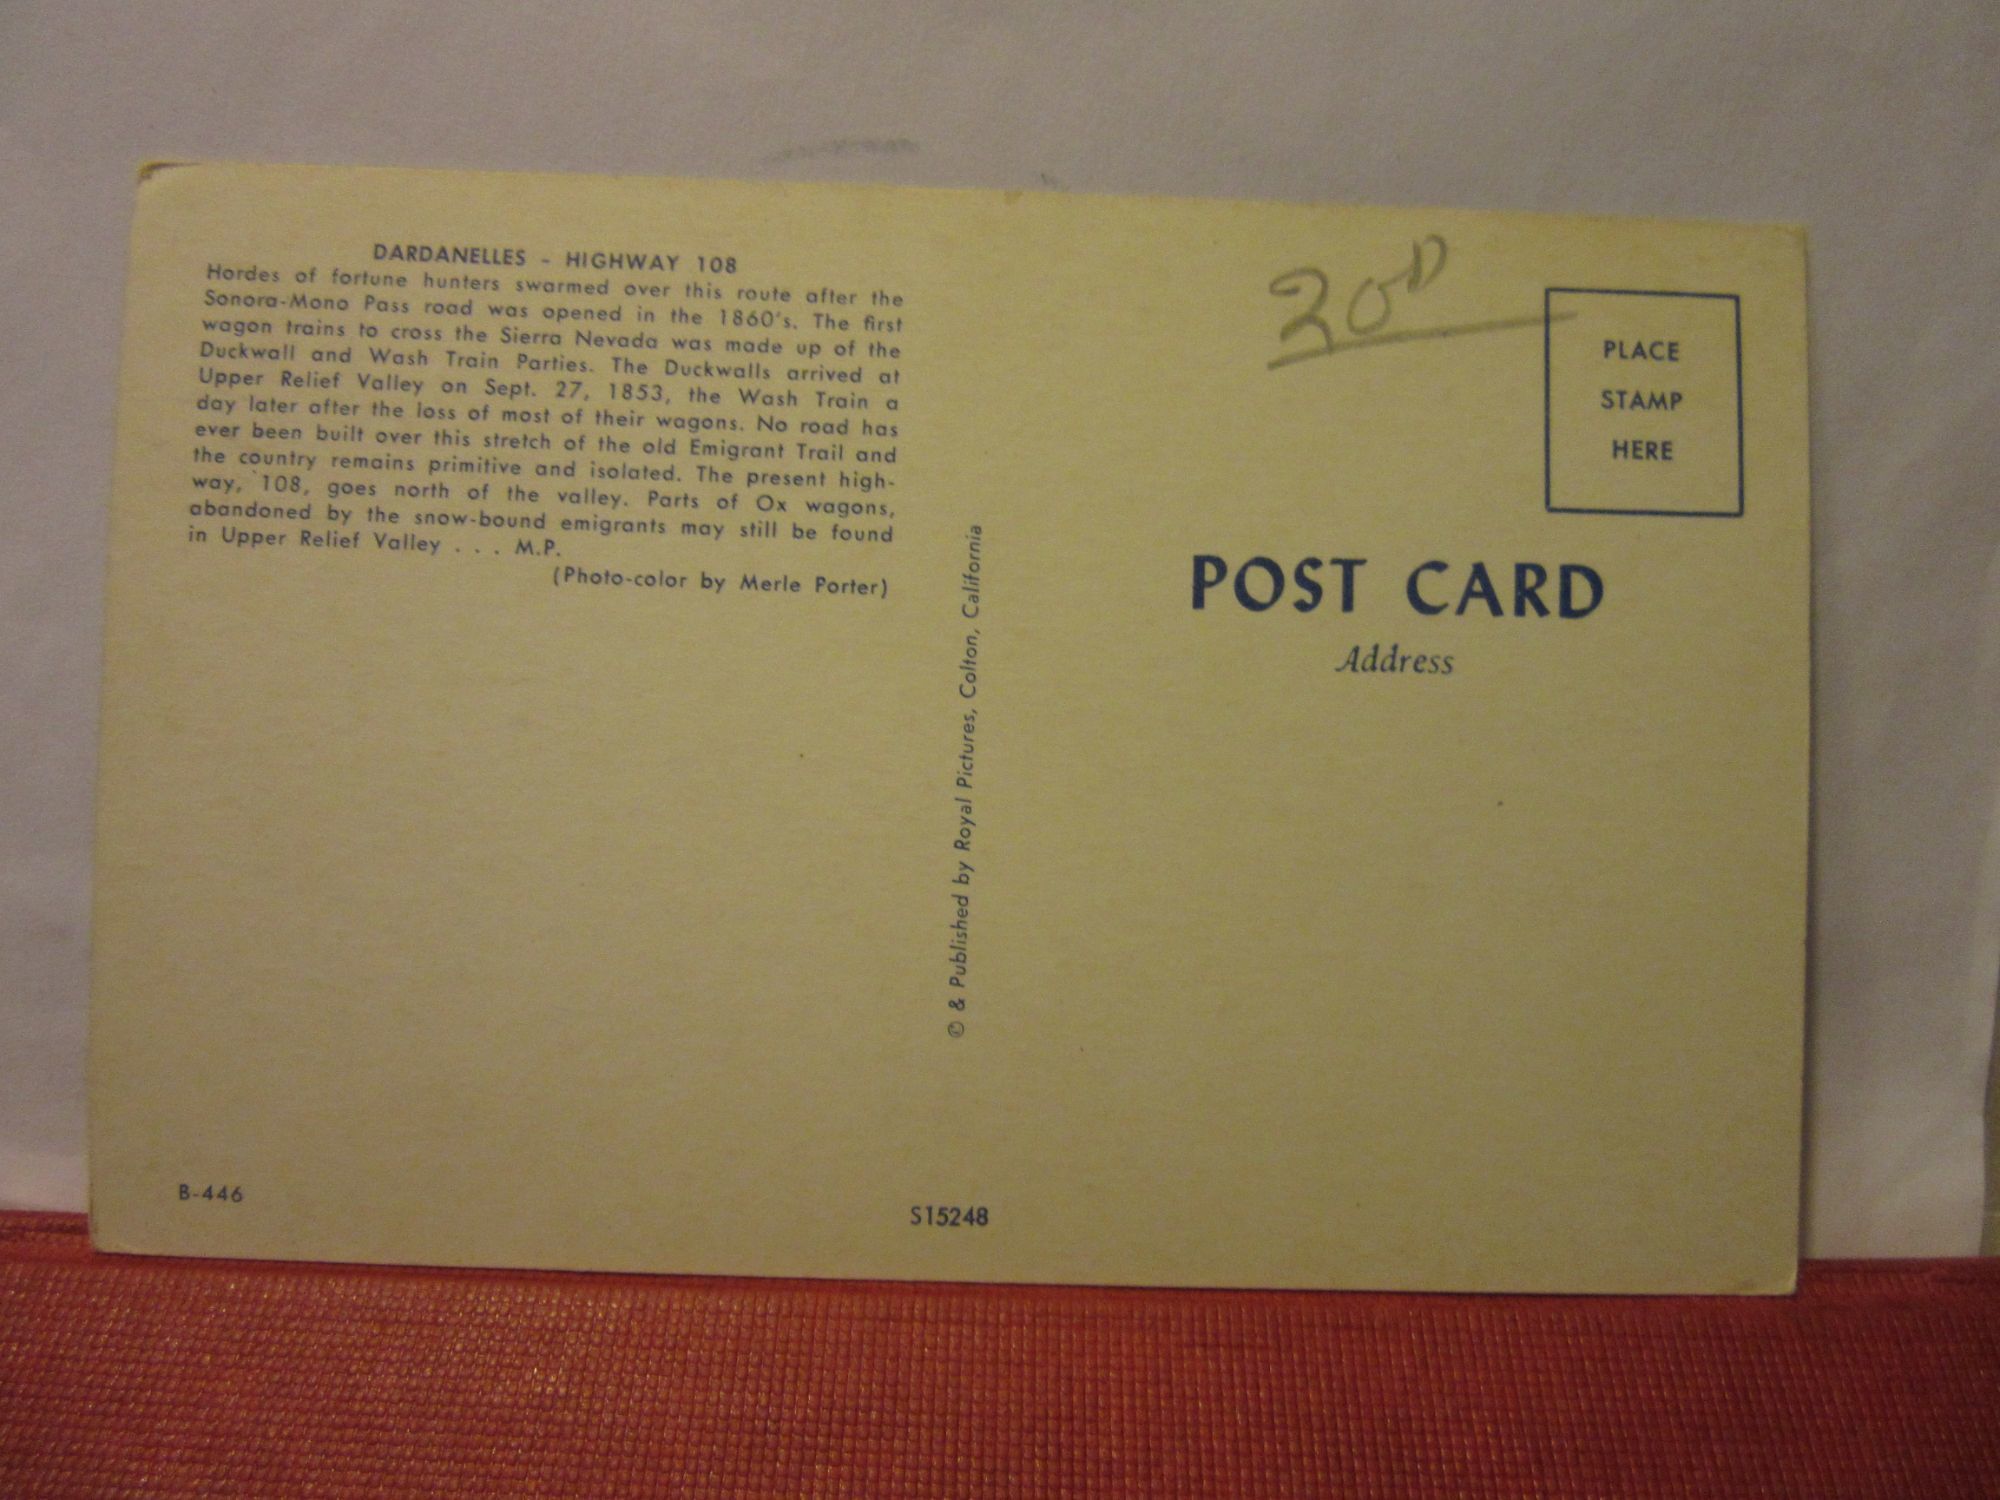 DARDANELLES - HIGHWAY 108
Hordes of fortune hunters swarmed over this route after the
Sonora-Mono Pass road was opened in the 1860's. The first
wagon trains to cross the Sierra Nevada was made up of the
Duckwall and Wash Train Parties. The Duckwalls arrived at
Upper Relief Valley on Sept. 27, 1853, the Wash Train a
day later after the loss of most of their wagons. No road has
ever been built over this stretch of the old Emigrant Trail and
the country remains primitive and isolated. The present high-
way, 108, goes north of the valley. Parts of Ox wagons,
abandoned by the snow-bound emigrants may still be found
in Upper Relief Valley . . . M.P.
(Photo-color by Merle Porter)
B-446
© & Published by Royal Pictures, Colton, California
S15248
PLACE
STAMP
HERE
POST CARD
Address